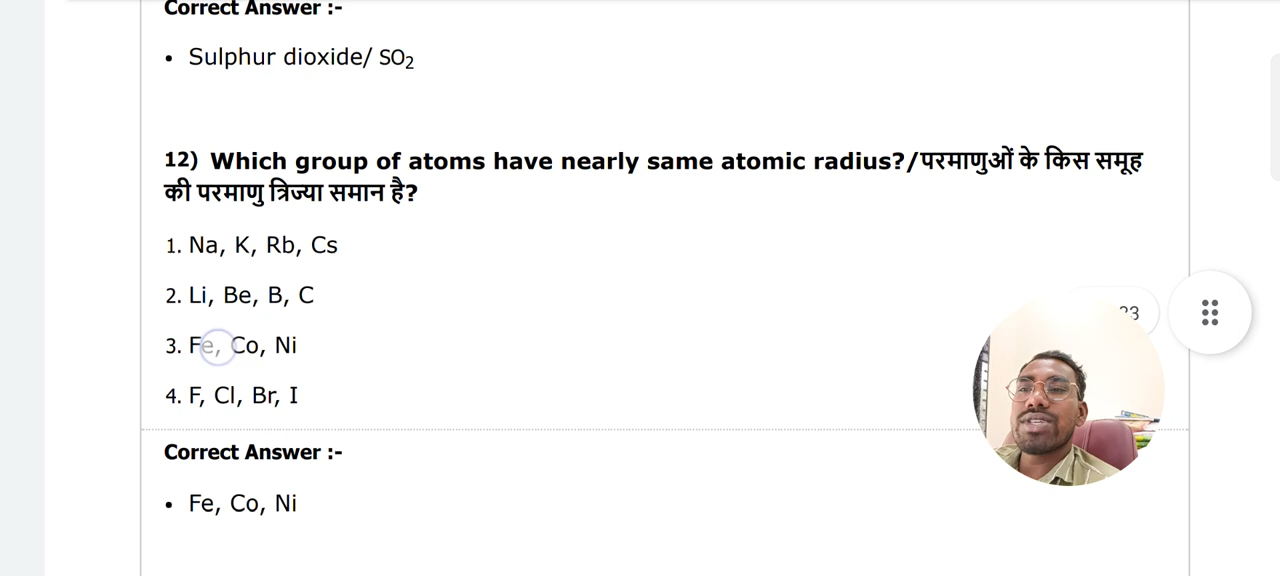 Correct Answer :-
• Sulphur dioxide/ SO₂
12) Which group of atoms have nearly same atomic radius?/परमाणुओं के किस समूह
की परमाणु त्रिज्या समान है?
1. Na, K, Rb, Cs
2. Li, Be, B, C
3. Fe, Co, Ni
4. F, Cl, Br, I
Correct Answer :-
• Fe, Co, Ni